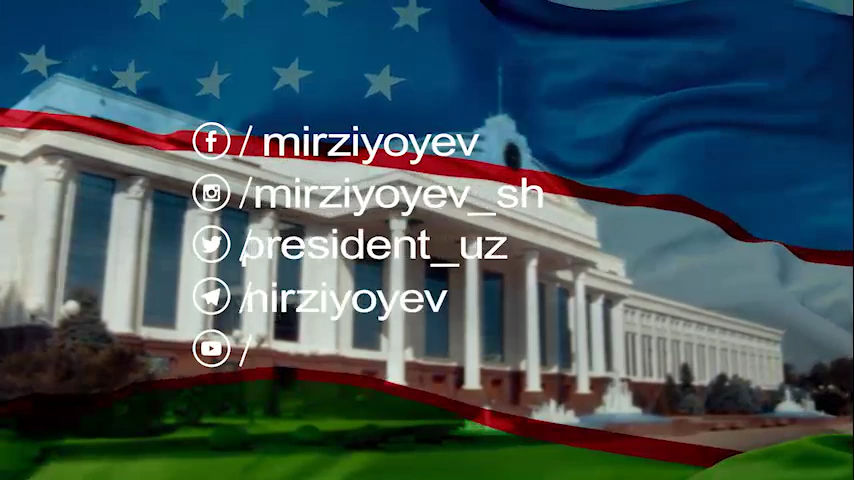 / mirziyoyev
/mirziyoyev_sh
/president_uz
/mirziyoyev
/